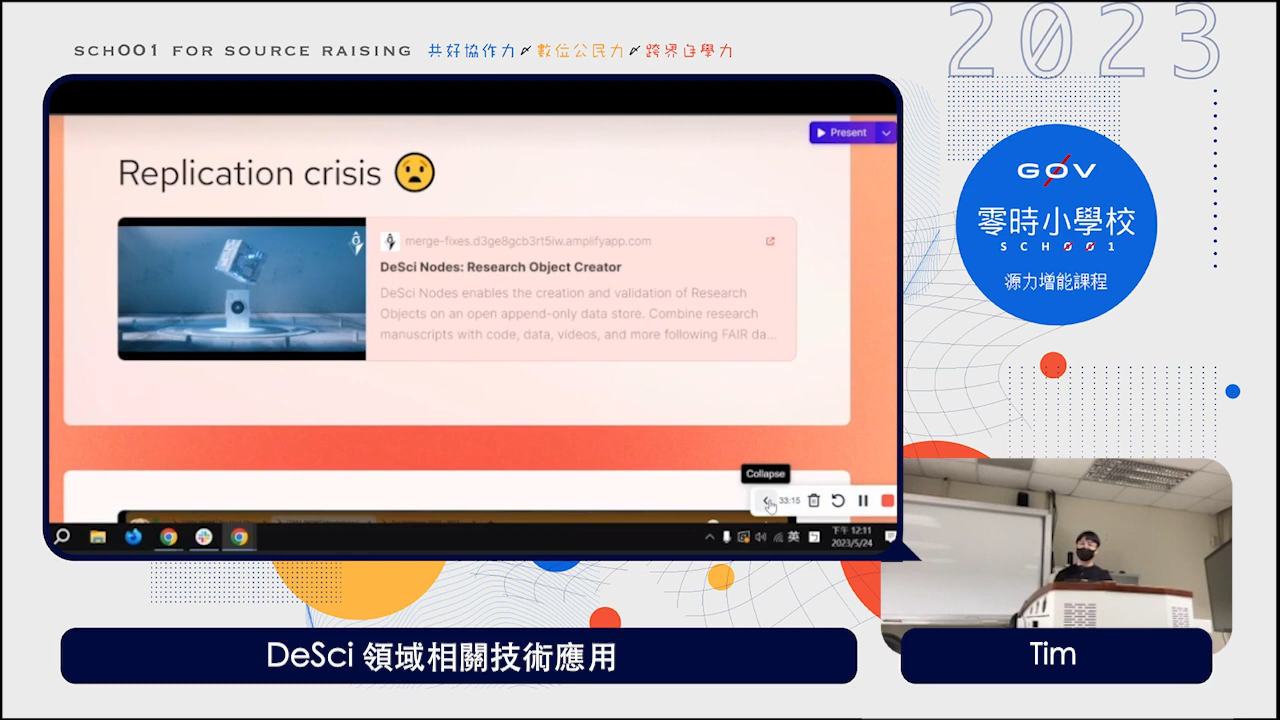 2023
SCH001 FOR SOURCE RAISING 共好協作力 數位公民力 跨界自學力
Present
Replication crisis
merge-fixes.d3ge8gcb3rt5iw.amplifyapp.com
DeSci Nodes: Research Object Creator
DeSci Nodes enables the creation and validation of Research
Objects on an open append-only data store. Combine research
manuscripts with code, data, videos, and more following FAIR da...
GOV
零時小學校
SCH001
源力增能課程
Collapse
33:15
英
下午 12:11
2023/5/24
DeSci 領域相關技術應用
Tim